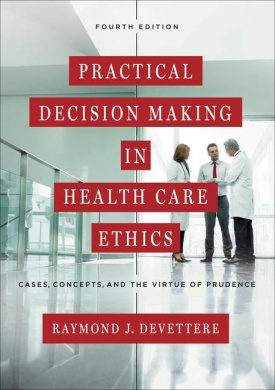 FOURTH EDITION
PRACTICAL
DECISION MAKING
IN
HEALTH CARE
ETHICS
CASES, CONCEPTS, AND THE VIRTUE OF PRUDENCE
RAYMOND J. DEVETTERE